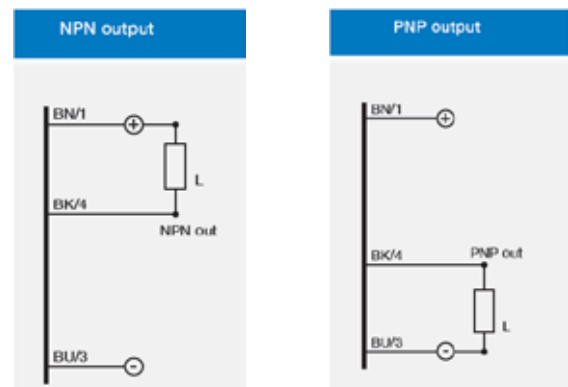 NPN output
BN/1
+
L
BK/4
NPN out
BU/3
-
PNP output
BN/1
+
BK/4
PNP out
L
BU/3
-